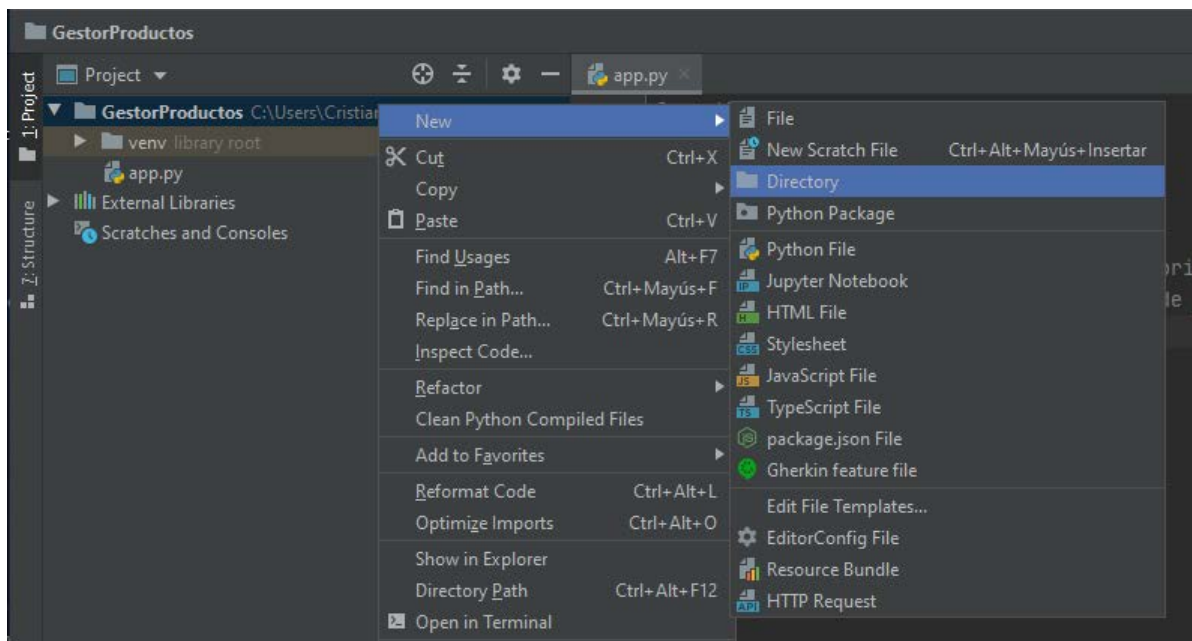 GestorProductos
1: Project
Project
app.py
GestorProductos C:\Users\Cristian
venv library root
app.py
External Libraries
Scratches and Consoles
7: Structure
New
Cut Ctrl+X
Copy
Paste Ctrl+V
Find Usages Alt+F7
Find in Path... Ctrl+Mayús+F
Replace in Path... Ctrl+Mayús+R
Inspect Code...
Refactor
Clean Python Compiled Files
Add to Favorites
Reformat Code Ctrl+Alt+L
Optimize Imports Ctrl+Alt+O
Show in Explorer
Directory Path Ctrl+Alt+F12
Open in Terminal
File
New Scratch File Ctrl+Alt+Mayús+Insertar
Directory
Python Package
Python File
IP Jupyter Notebook
H HTML File
CSS Stylesheet
JS JavaScript File
TS TypeScript File
package.json File
Gherkin feature file
Edit File Templates...
EditorConfig File
Resource Bundle
API HTTP Request